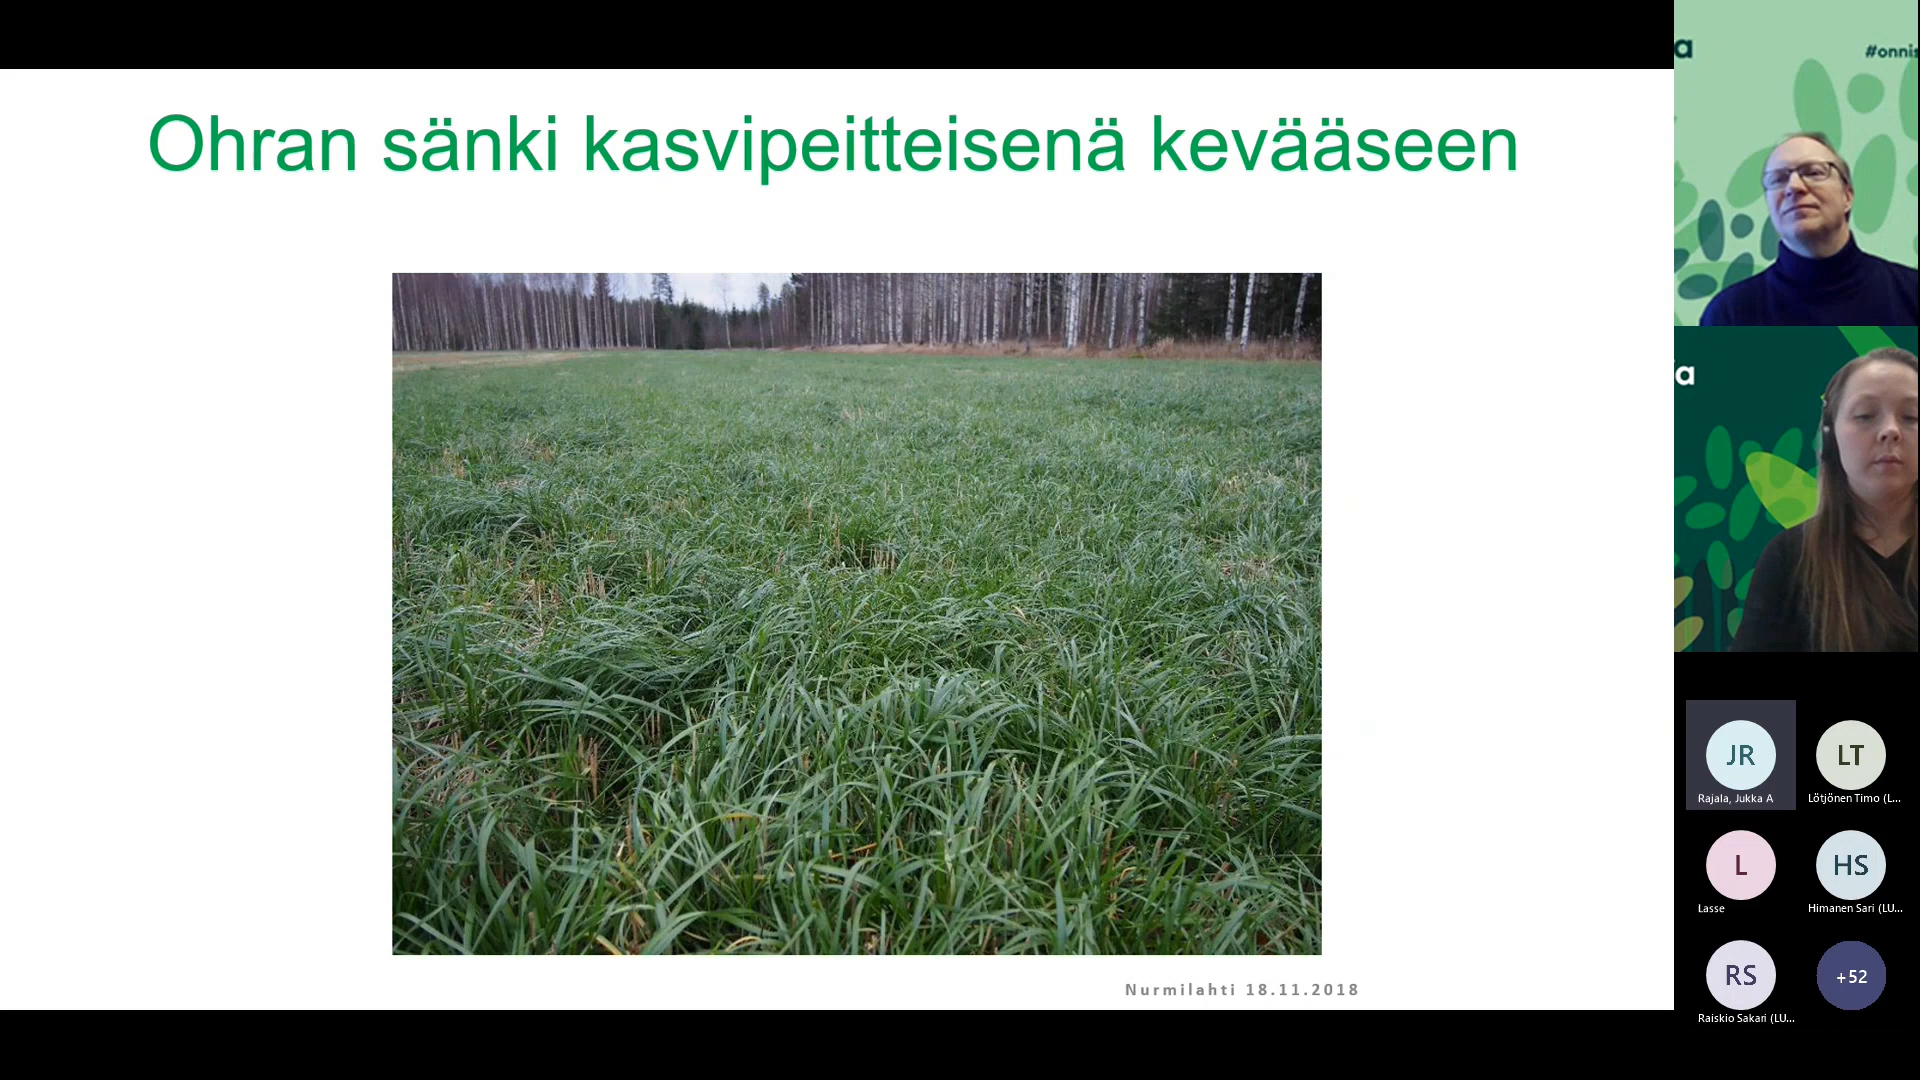 Ohran sänki kasvipeitteisenä kevääseen
Nurmilahti 18.11.2018
a
#onnis
a
JR
Rajala, Jukka A
LT
Lötjönen Timo (L...
L
Lasse
HS
Himanen Sari (LU...
RS
Raiskio Sakari (LU...
+52